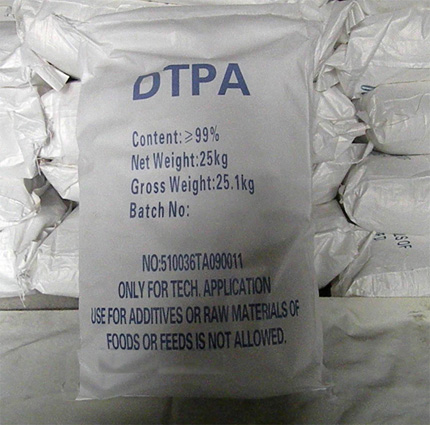 DTPA
Content:≥99%
Net Weight:25kg
Gross Weight:25.1kg
Batch No:
NO:510036TA090011
ONLY FOR TECH. APPLICATION
USE FOR ADDITIVES OR RAW MATERIALS OF
FOODS OR FEEDS IS NOT ALLOWED.